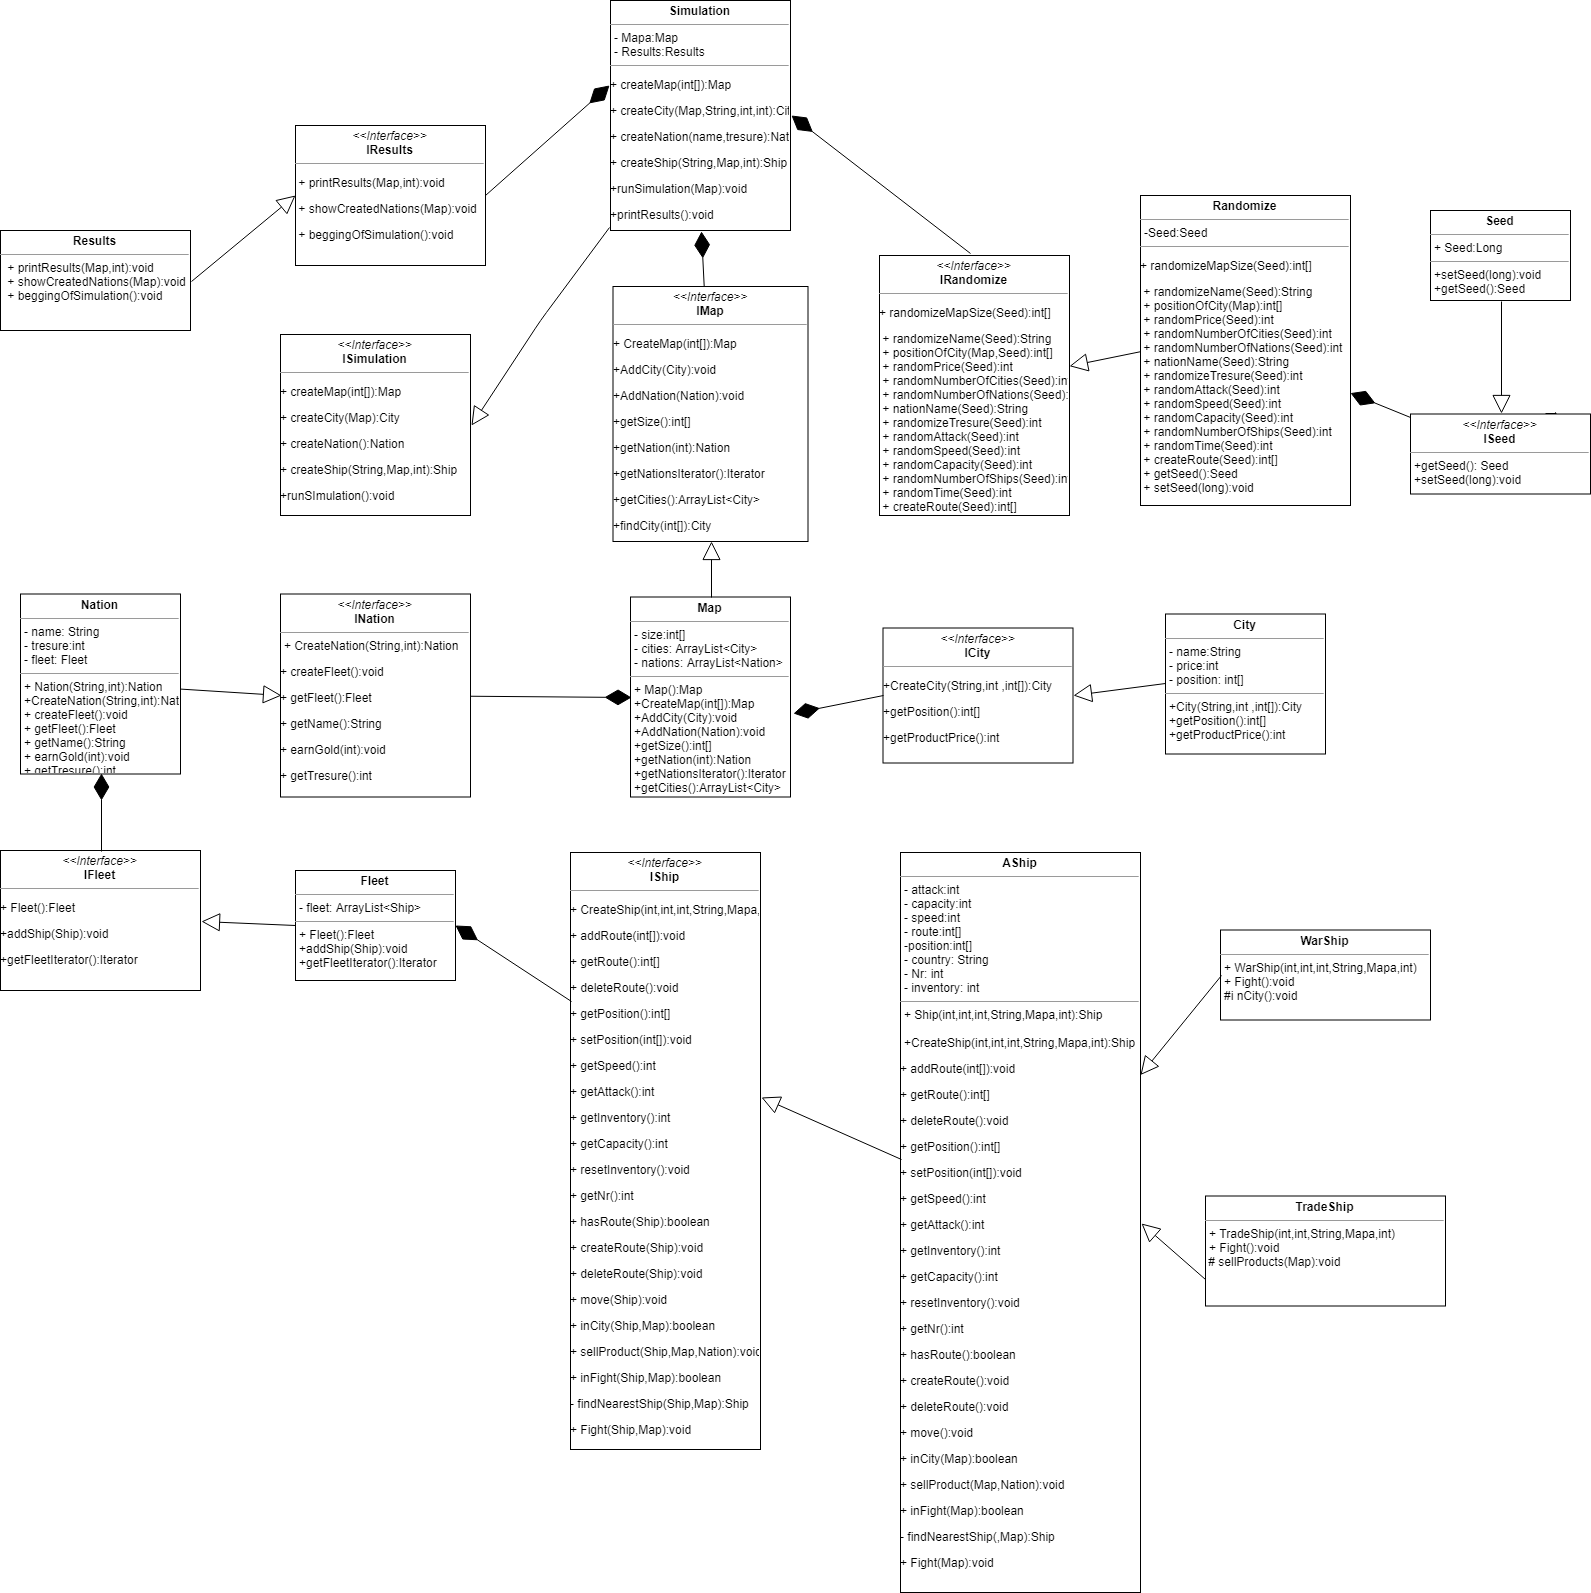 Simulation
- Mapa:Map
- Results:Results
+ createMap(int[]):Map
+ createCity(Map,String,int,int):Cit
+ createNation(name,tresure):Nat
+ createShip(String,Map,int):Ship
+runSimulation(Map):void
+printResults():void
<<Interface>>
IResults
+ printResults(Map,int):void
+ showCreatedNations(Map):void
+ beggingOfSimulation():void
Results
+ printResults(Map,int):void
+ showCreatedNations(Map):void
+ beggingOfSimulation():void
<<Interface>>
ISimulation
+ createMap(int[]):Map
+ createCity(Map):City
+ createNation():Nation
+ createShip(String,Map,int):Ship
+runSImulation():void
<<Interface>>
IMap
+ CreateMap(int[]):Map
+AddCity(City):void
+AddNation(Nation):void
+getSize():int[]
+getNation(int):Nation
+getNationsIterator():Iterator
+getCities():ArrayList<City>
+findCity(int[]):City
<<Interface>>
IRandomize
+ randomizeMapSize(Seed):int[]
+ randomizeName(Seed):String
+ positionOfCity(Map,Seed):int[]
+ randomPrice(Seed):int
+ randomNumberOfCities(Seed):in
+ randomNumberOfNations(Seed):
+ nationName(Seed):String
+ randomizeTresure(Seed):int
+ randomAttack(Seed):int
+ randomSpeed(Seed):int
+ randomCapacity(Seed):int
+ randomNumberOfShips(Seed):in
+ randomTime(Seed):int
+ createRoute(Seed):int[]
Randomize
-Seed:Seed
+ randomizeMapSize(Seed):int[]
+ randomizeName(Seed):String
+ positionOfCity(Map):int[]
+ randomPrice(Seed):int
+ randomNumberOfCities(Seed):int
+ randomNumberOfNations(Seed):int
+ nationName(Seed):String
+ randomizeTresure(Seed):int
+ randomAttack(Seed):int
+ randomSpeed(Seed):int
+ randomCapacity(Seed):int
+ randomNumberOfShips(Seed):int
+ randomTime(Seed):int
+ createRoute(Seed):int[]
+ getSeed():Seed
+ setSeed(long):void
Seed
+ Seed:Long
+setSeed(long):void
+getSeed():Seed
<<Interface>>
ISeed
+getSeed(): Seed
+setSeed(long):void
Nation
- name: String
- tresure:int
- fleet: Fleet
+ Nation(String,int):Nation
+CreateNation(String,int):Nat
+ createFleet():void
+ getFleet():Fleet
+ getName():String
+ earnGold(int):void
+ getTresure():int
<<Interface>>
INation
+ CreateNation(String,int):Nation
+ createFleet():void
+ getFleet():Fleet
+ getName():String
+ earnGold(int):void
+ getTresure():int
Map
- size:int[]
- cities: ArrayList<City>
- nations: ArrayList<Nation>
+ Map():Map
+CreateMap(int[]):Map
+AddCity(City):void
+AddNation(Nation):void
+getSize():int[]
+getNation(int):Nation
+getNationsIterator():Iterator
+getCities():ArrayList<City>
<<Interface>>
ICity
+CreateCity(String,int ,int[]):City
+getPosition():int[]
+getProductPrice():int
City
- name:String
- price:int
- position: int[]
+City(String,int ,int[]):City
+getPosition():int[]
+getProductPrice():int
<<Interface>>
IFleet
+ Fleet():Fleet
+addShip(Ship):void
+getFleetIterator():Iterator
Fleet
- fleet: ArrayList<Ship>
+ Fleet():Fleet
+addShip(Ship):void
+getFleetIterator():Iterator
<<Interface>>
IShip
+ CreateShip(int,int,int,String,Mapa,
+ addRoute(int[]):void
+ getRoute():int[]
+ deleteRoute():void
+ getPosition():int[]
+ setPosition(int[]):void
+ getSpeed():int
+ getAttack():int
+ getInventory():int
+ getCapacity():int
+ resetInventory():void
+ getNr():int
+ hasRoute(Ship):boolean
+ createRoute(Ship):void
+ deleteRoute(Ship):void
+ move(Ship):void
+ inCity(Ship,Map):boolean
+ sellProduct(Ship,Map,Nation):void
+ inFight(Ship,Map):boolean
- findNearestShip(Ship,Map):Ship
+ Fight(Ship,Map):void
AShip
- attack:int
- capacity:int
- speed:int
- route:int[]
-position:int[]
- country: String
- Nr: int
- inventory: int
+ Ship(int,int,int,String,Mapa,int):Ship
+CreateShip(int,int,int,String,Mapa,int):Ship
+ addRoute(int[]):void
+ getRoute():int[]
+ deleteRoute():void
+ getPosition():int[]
+ setPosition(int[]):void
+ getSpeed():int
+ getAttack():int
+ getInventory():int
+ getCapacity():int
+ resetInventory():void
+ getNr():int
+ hasRoute():boolean
+ createRoute():void
+ deleteRoute():void
+ move():void
+ inCity(Map):boolean
+ sellProduct(Map,Nation):void
+ inFight(Map):boolean
- findNearestShip(,Map):Ship
+ Fight(Map):void
WarShip
+ WarShip(int,int,int,String,Mapa,int)
+ Fight():void
#i nCity():void
TradeShip
+ TradeShip(int,int,String,Mapa,int)
+ Fight():void
# sellProducts(Map):void